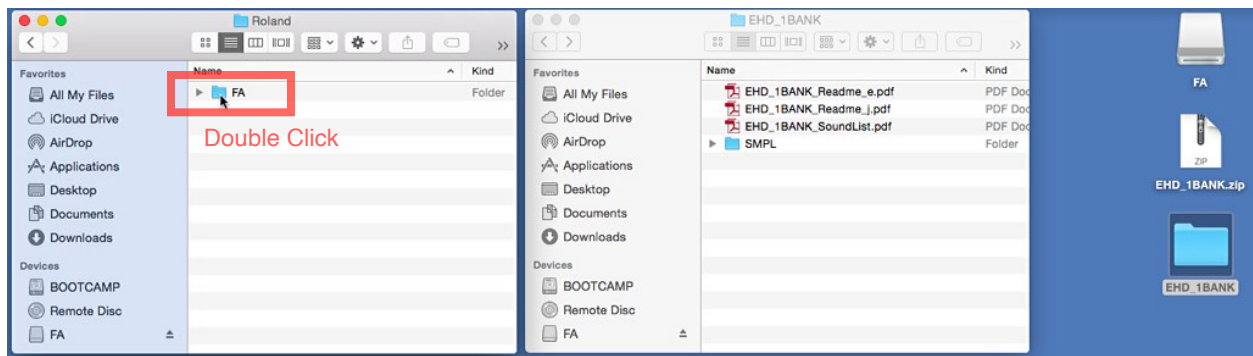 Roland
Favorites
All My Files
iCloud Drive
AirDrop
Applications
Desktop
Documents
Downloads
Devices
BOOTCAMP
Remote Disc
FA
Name
Kind
FA
Folder
Double Click
EHD_1BANK
Favorites
All My Files
iCloud Drive
AirDrop
Applications
Desktop
Documents
Downloads
Devices
BOOTCAMP
Remote Disc
FA
Name
Kind
EHD_1BANK_Readme_e.pdf
PDF Doc
EHD_1BANK_Readme_j.pdf
PDF Doc
EHD_1BANK_SoundList.pdf
PDF Doc
SMPL
Folder
FA
ZIP
EHD_1BANK.zip
EHD_1BANK